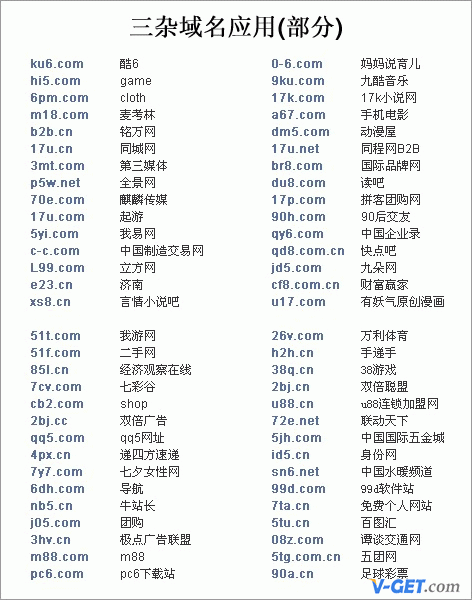 三杂域名应用(部分)
ku6.com 酷6 0-6.com 妈妈说育儿
hi5.com game 9ku.com 九酷音乐
6pm.com cloth 17k.com 17k小说网
m18.com 麦考林 a67.com 手机电影
b2b.cn 铭万网 dm5.com 动漫屋
17u.cn 同城网 17u.net 同程网B2B
3mt.com 第三媒体 br8.com 国际品牌网
p5w.net 全景网 du8.com 读吧
70e.com 麒麟传媒 17p.com 拼客团购网
17u.com 起游 90h.com 90后交友
5yi.com 我易网 qy6.com 中国企业录
c-c.com 中国制造交易网 qd8.com.cn 快点吧
L99.com 立方网 jd5.com 九朵网
e23.cn 济南 cf8.com.cn 财富赢家
xs8.cn 言情小说吧 u17.com 有妖气原创漫画
51t.com 我游网 26v.com 万利体育
51f.com 二手网 h2h.cn 手递手
85l.cn 经济观察在线 38q.cn 38游戏
7cv.com 七彩谷 2bj.cn 双倍联盟
cb2.com shop u88.cn u88连锁加盟网
2bj.cc 双倍广告 72e.net 联动天下
qq5.com qq5网址 5jh.com 中国国际五金城
4px.cn 递四方速递 id5.cn 身份网
7y7.com 七夕女性网 sn6.net 中国水暖频道
6dh.com 导航 99d.com 99d软件站
nb5.cn 牛站长 7ta.cn 免费个人网站
j05.com 团购 5tu.cn 百图汇
3hv.cn 极点广告联盟 08z.com 谭谈交通网
m88.com m88 5tg.com.cn 五团网
pc6.com pc6下载站 90a.cn 足球彩票
V-GET.com